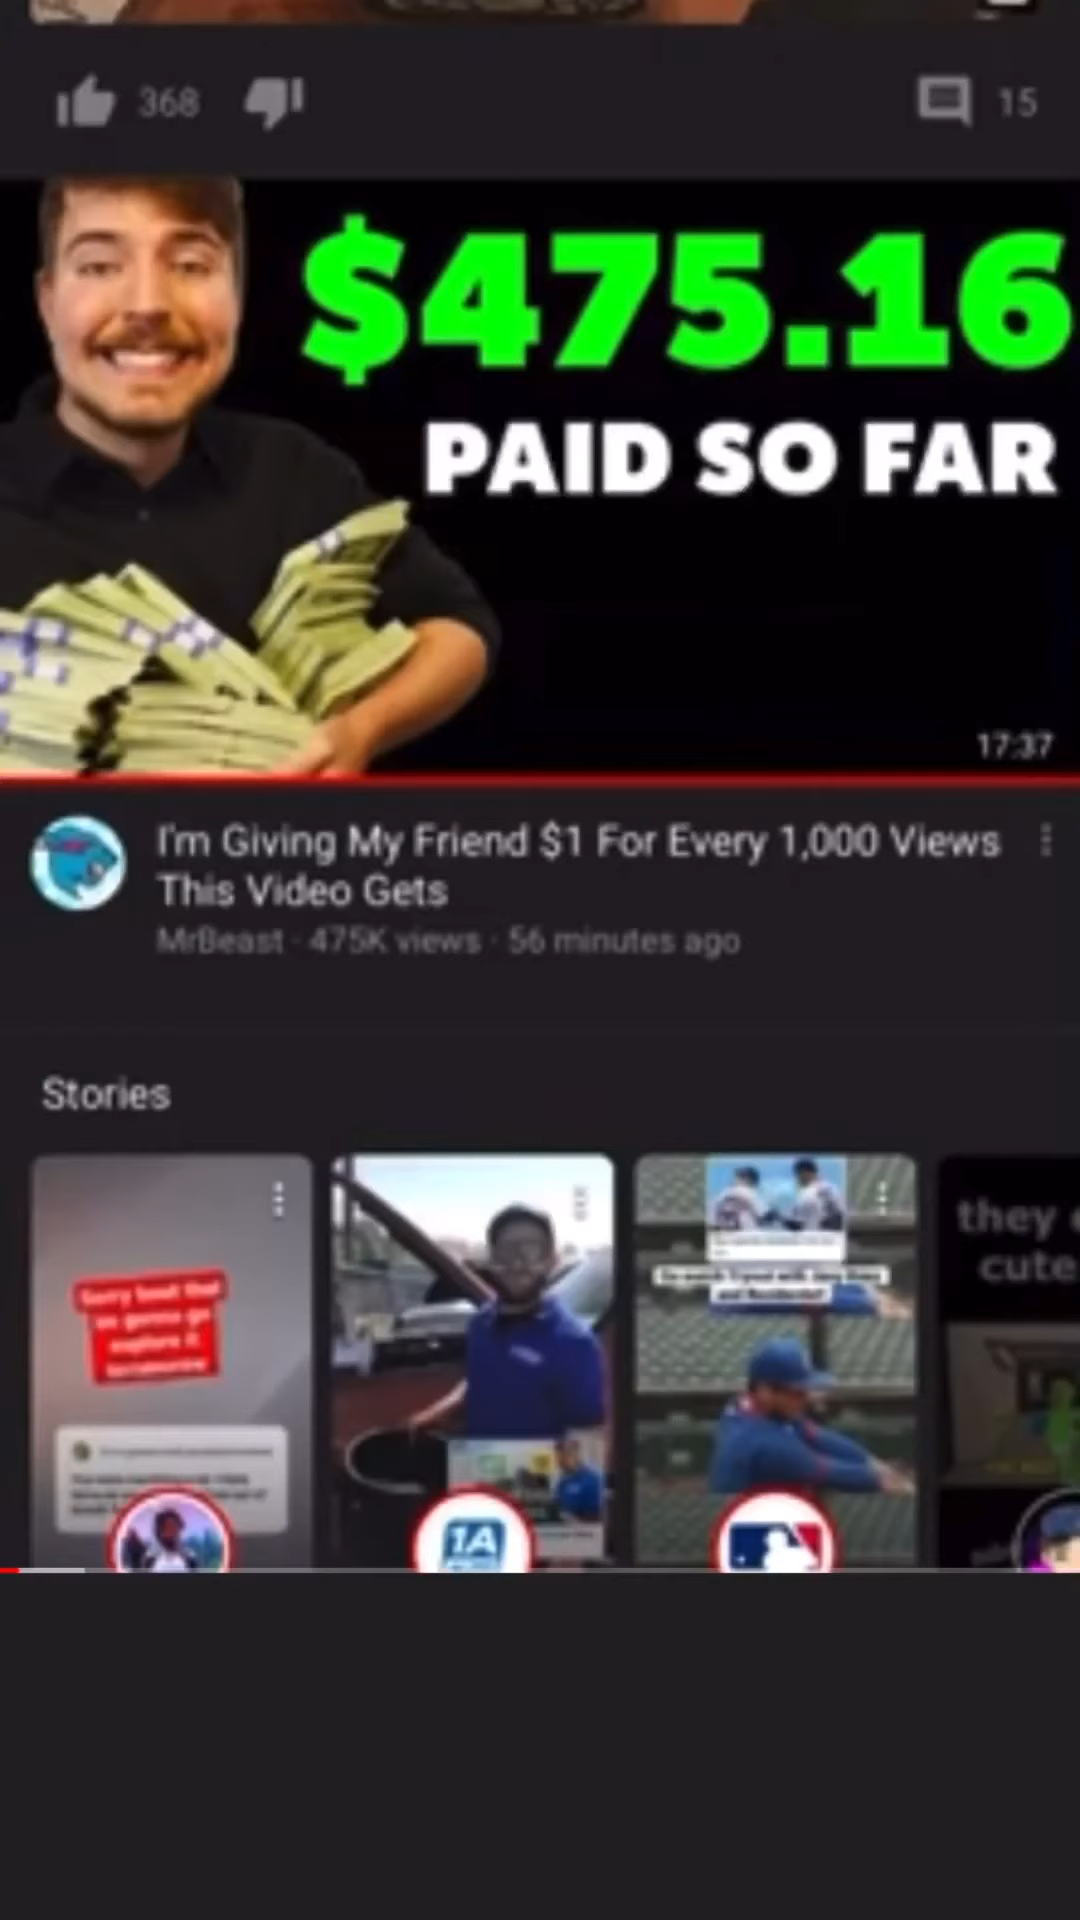 368
15
$475.16
PAID SO FAR
17:37
I'm Giving My Friend $1 For Every 1,000 Views
This Video Gets
MrBeast · 475K views · 56 minutes ago
Stories
they
cute
1A